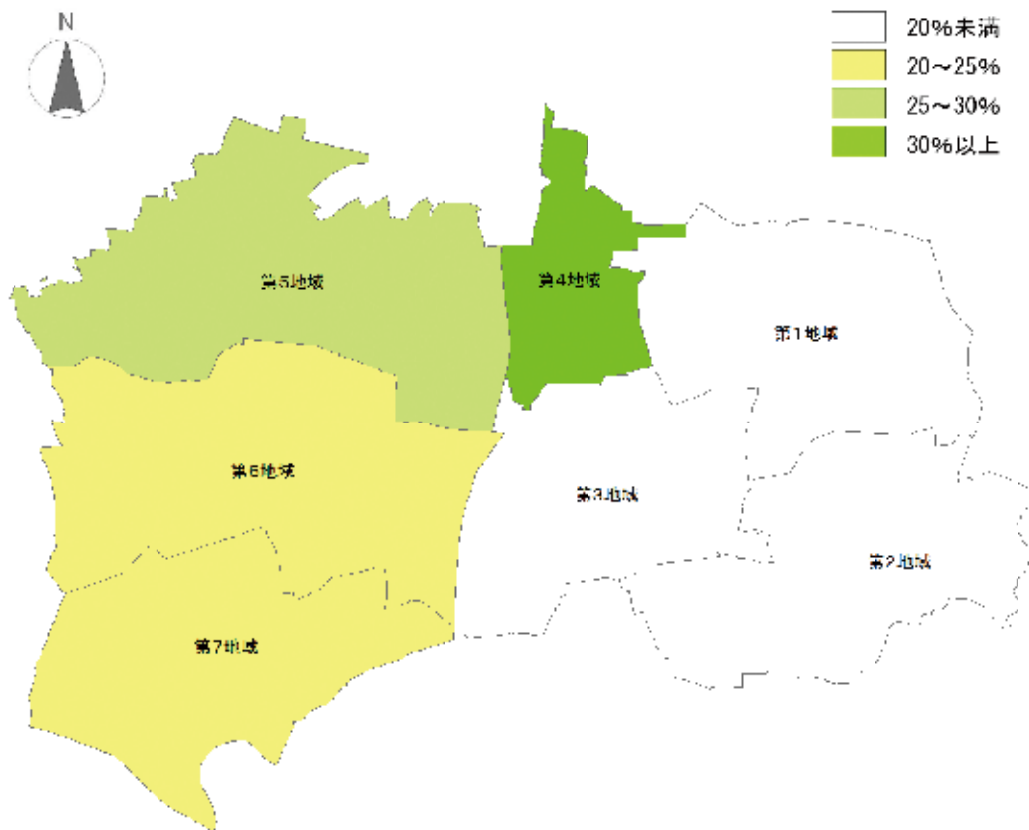 N
20%未満
20～25%
25～30%
30%以上
第5地域
第4地域
第1地域
第6地域
第3地域
第2地域
第7地域